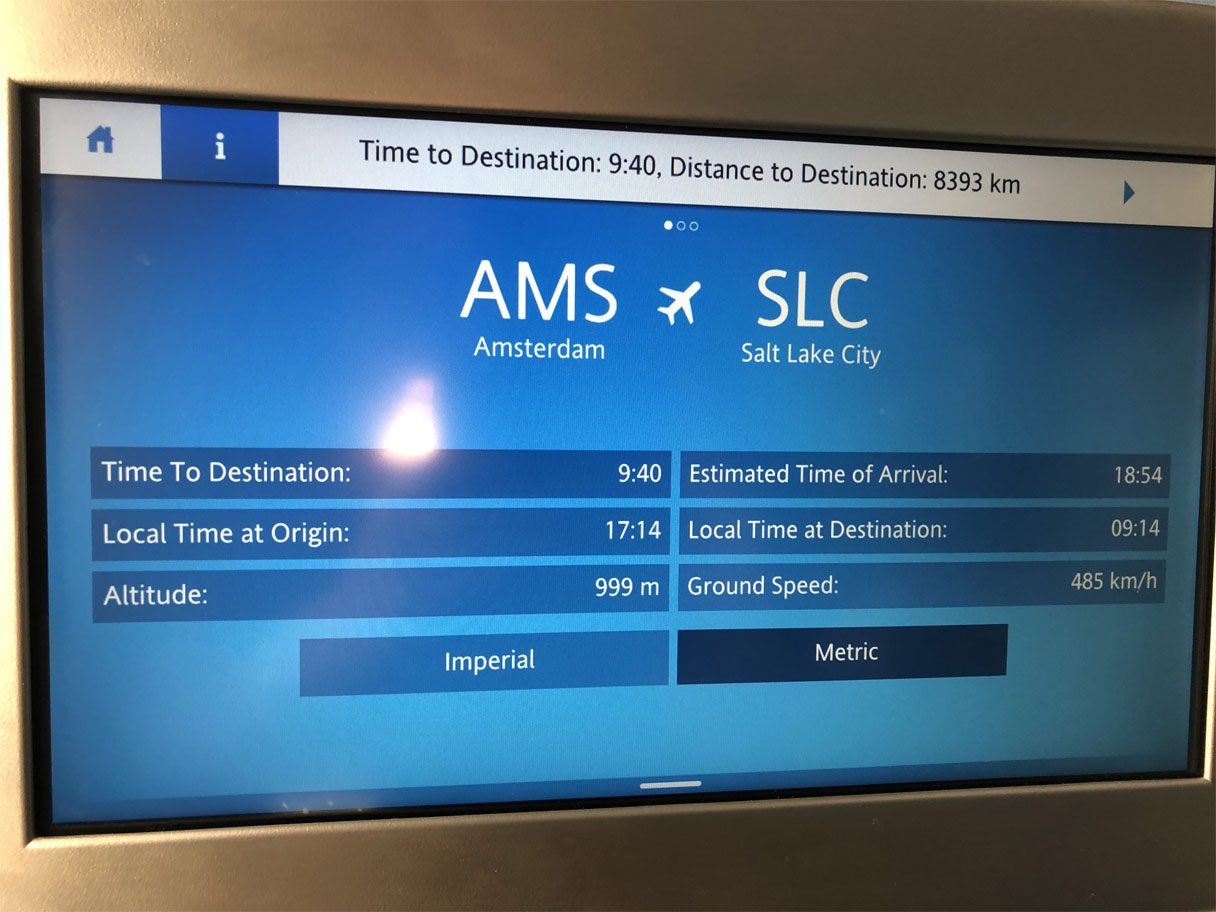 i
Time to Destination: 9:40, Distance to Destination: 8393 km
AMS SLC
Amsterdam Salt Lake City
Time To Destination: 9:40 Estimated Time of Arrival: 18:54
Local Time at Origin: 17:14 Local Time at Destination: 09:14
Altitude: 999 m Ground Speed: 485 km/h
Imperial Metric